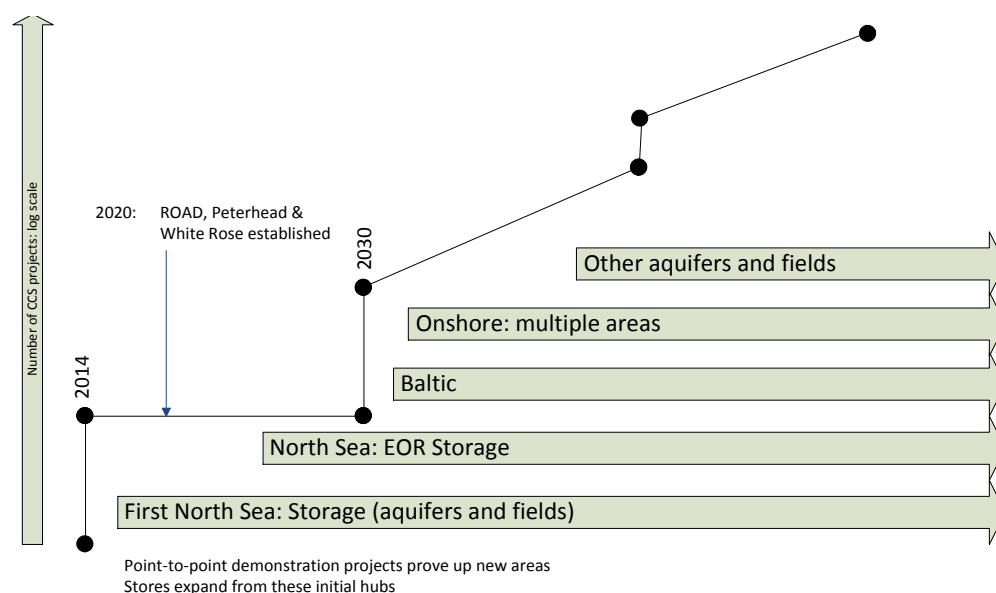 Number of CCS projects: log scale
2020: ROAD, Peterhead &
White Rose established
2030
2014
Other aquifers and fields
Onshore: multiple areas
Baltic
North Sea: EOR Storage
First North Sea: Storage (aquifers and fields)
Point-to-point demonstration projects prove up new areas
Stores expand from these initial hubs